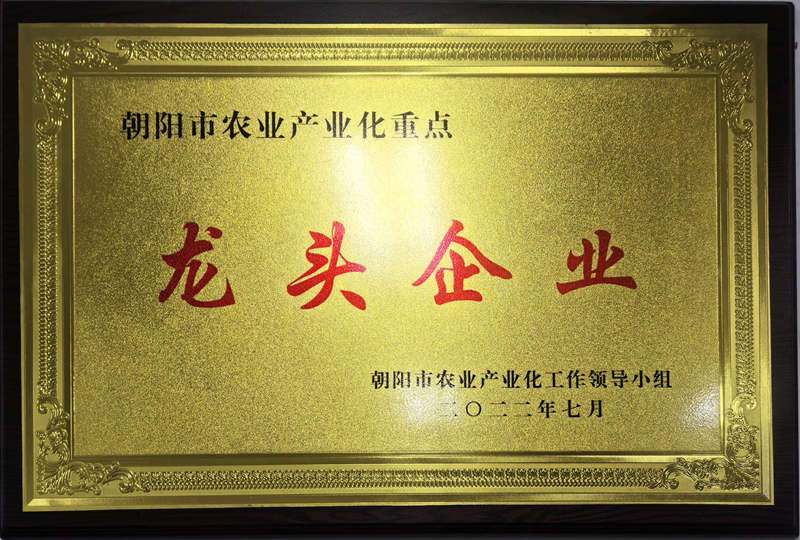 朝阳市农业产业化重点
龙头企业
朝阳市农业产业化工作领导小组
二〇二二年七月